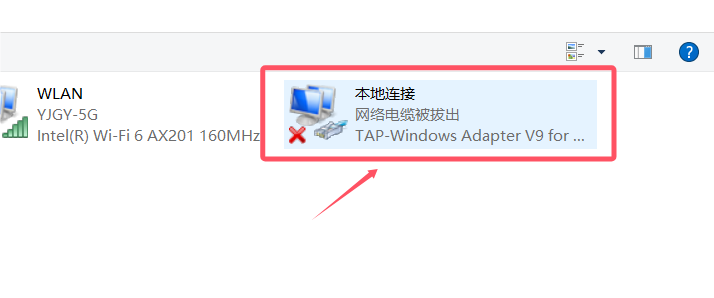 WLAN
YJGY-5G
Intel(R) Wi-Fi 6 AX201 160MHz
本地连接
网络电缆被拔出
TAP-Windows Adapter V9 for ...